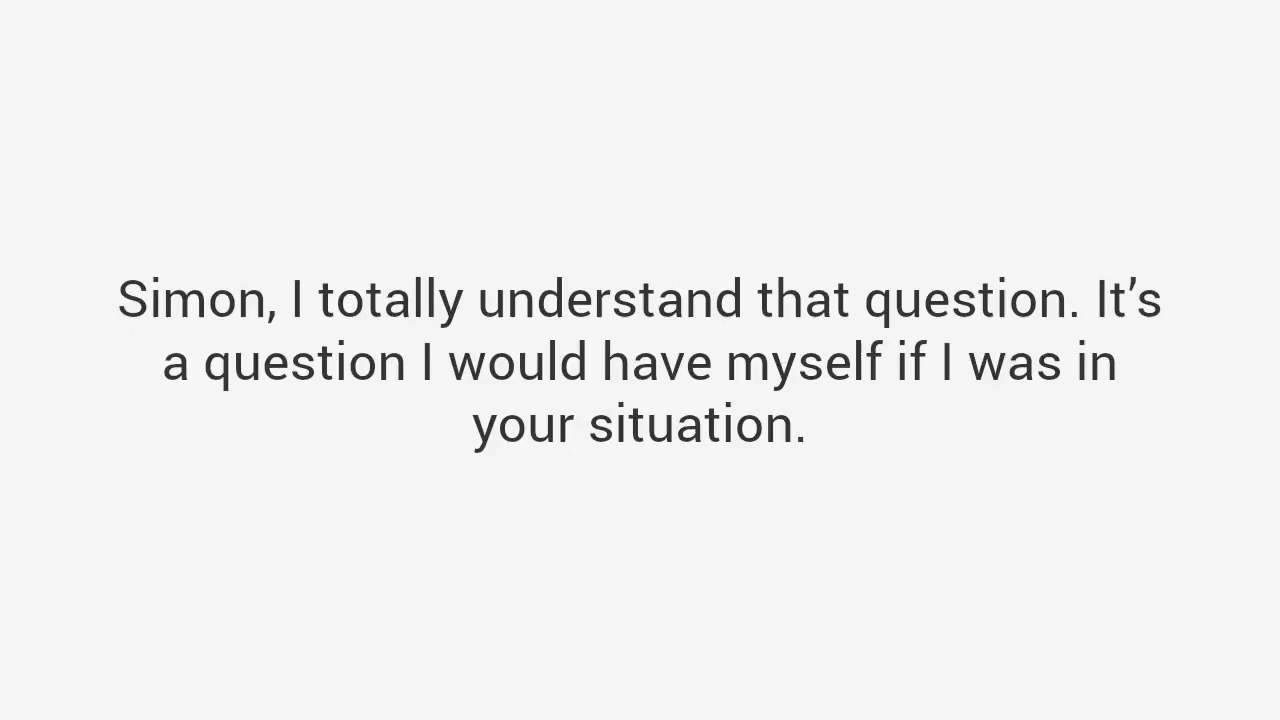 Simon, I totally understand that question. It’s
a question I would have myself if I was in
your situation.